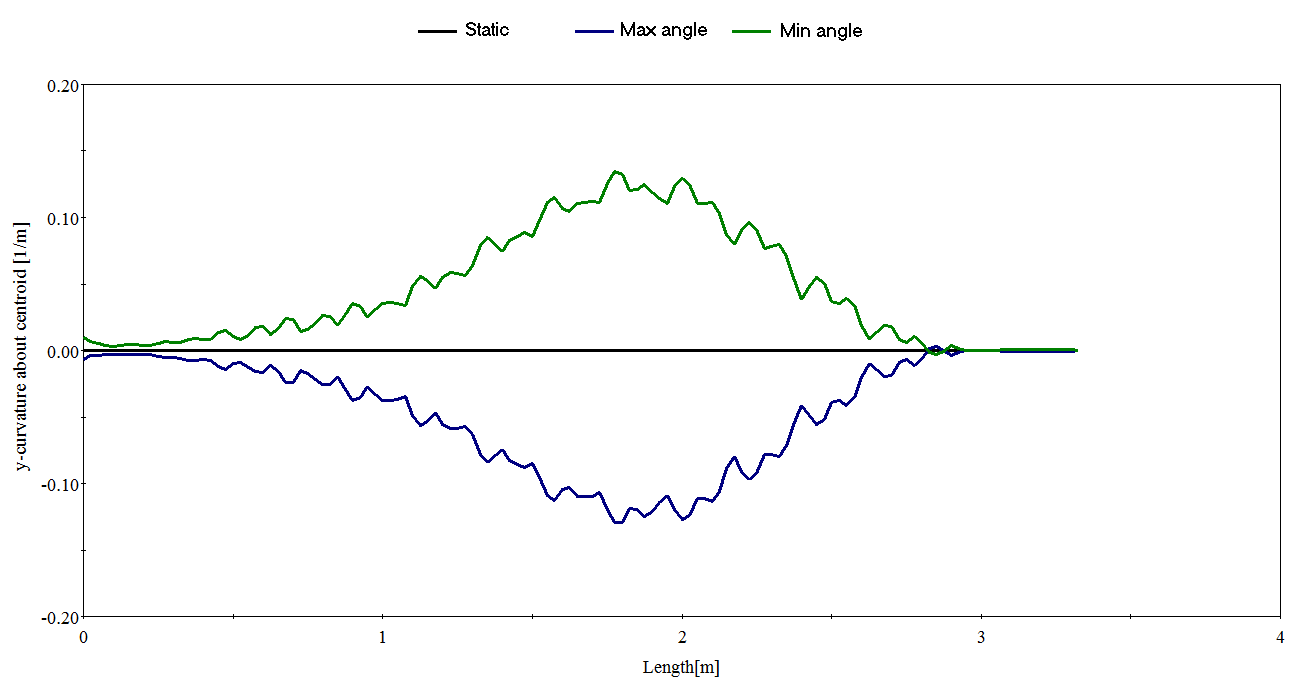 Static Max angle Min angle
0.20
0.10
0.00
-0.10
-0.20
y-curvature about centroid [1/m]
0 1 2 3 4
Length[m]